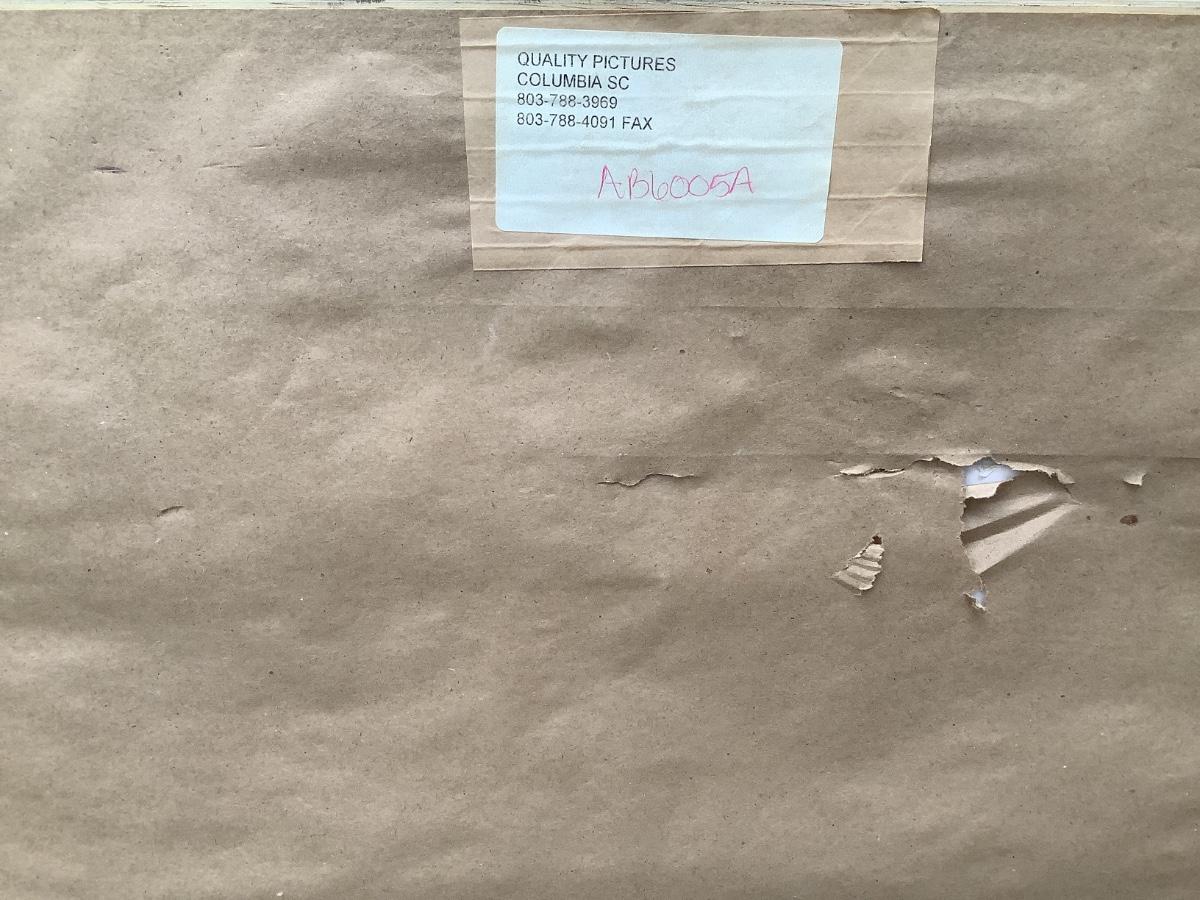 QUALITY PICTURES
COLUMBIA SC
803-788-3969
803-788-4091 FAX
AB6005A